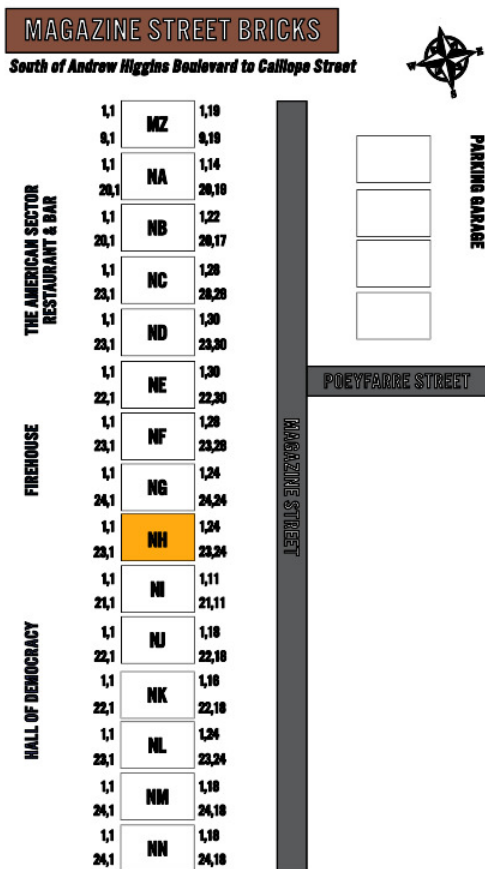 MAGAZINE STREET BRICKS
South of Andrew Higgins Boulevard to Calliope Street
N
E
S
W
PARKING GARAGE
THE AMERICAN SECTOR
RESTAURANT & BAR
FIREHOUSE
HALL OF DEMOCRACY
1,1 MZ 1,19
9,1 9,19
1,1 NA 1,14
20,1 20,19
1,1 NB 1,22
20,1 20,17
1,1 NC 1,28
23,1 28,28
1,1 ND 1,30
23,1 23,30
1,1 NE 1,30
22,1 22,30
1,1 NF 1,28
23,1 23,28
1,1 NG 1,24
24,1 24,24
1,1 NH 1,24
23,1 23,24
1,1 NI 1,11
21,1 21,11
1,1 NJ 1,18
22,1 22,18
1,1 NK 1,18
22,1 22,18
1,1 NL 1,24
23,1 23,24
1,1 NM 1,18
24,1 24,18
1,1 NN 1,18
24,1 24,18
MAGAZINE STREET
POEYFARRE STREET